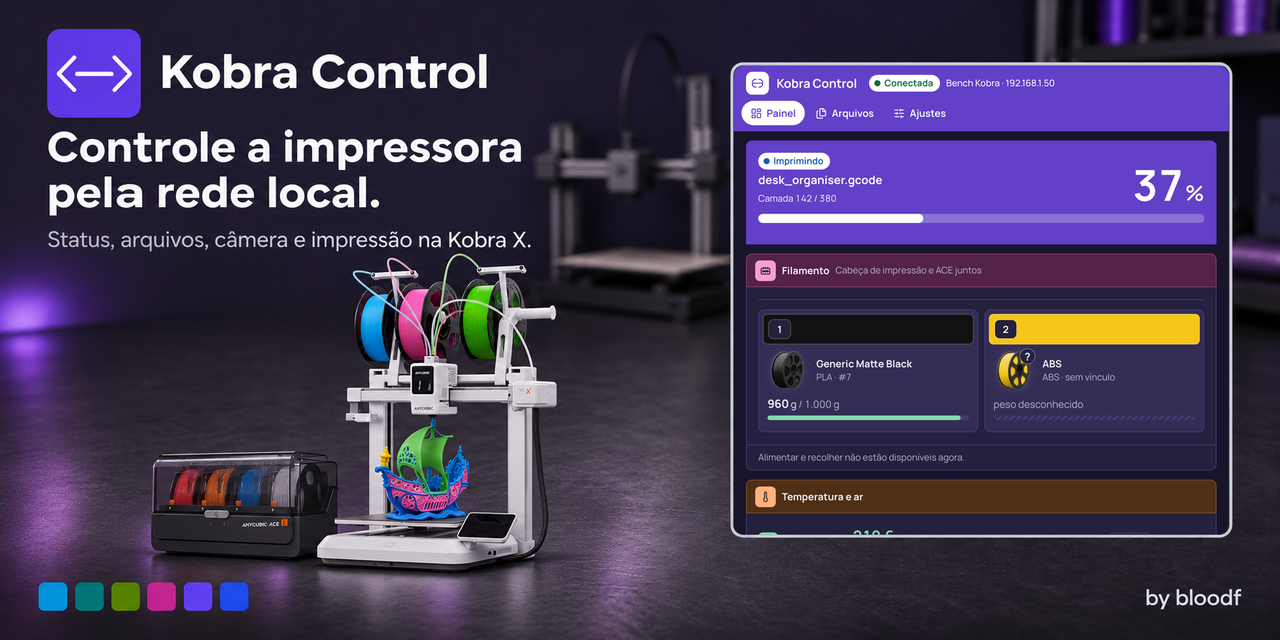 Kobra Control
Controle a impressora
pela rede local.
Status, arquivos, câmera e impressão na Kobra X.
Kobra Control
Conectada
Bench Kobra · 192.168.1.50
Painel
Arquivos
Ajustes
Imprimindo
desk_organiser.gcode
Camada 142 / 380
37%
Filamento
Cabeça de impressão e ACE juntos
1
Generic Matte Black
PLA · #7
960 g / 1.000 g
2
?
ABS
ABS · sem vínculo
peso desconhecido
Alimentar e recolher não estão disponíveis agora.
Temperatura e ar
ANYCUBIC
X
ANYCUBIC ACE
by bloodf